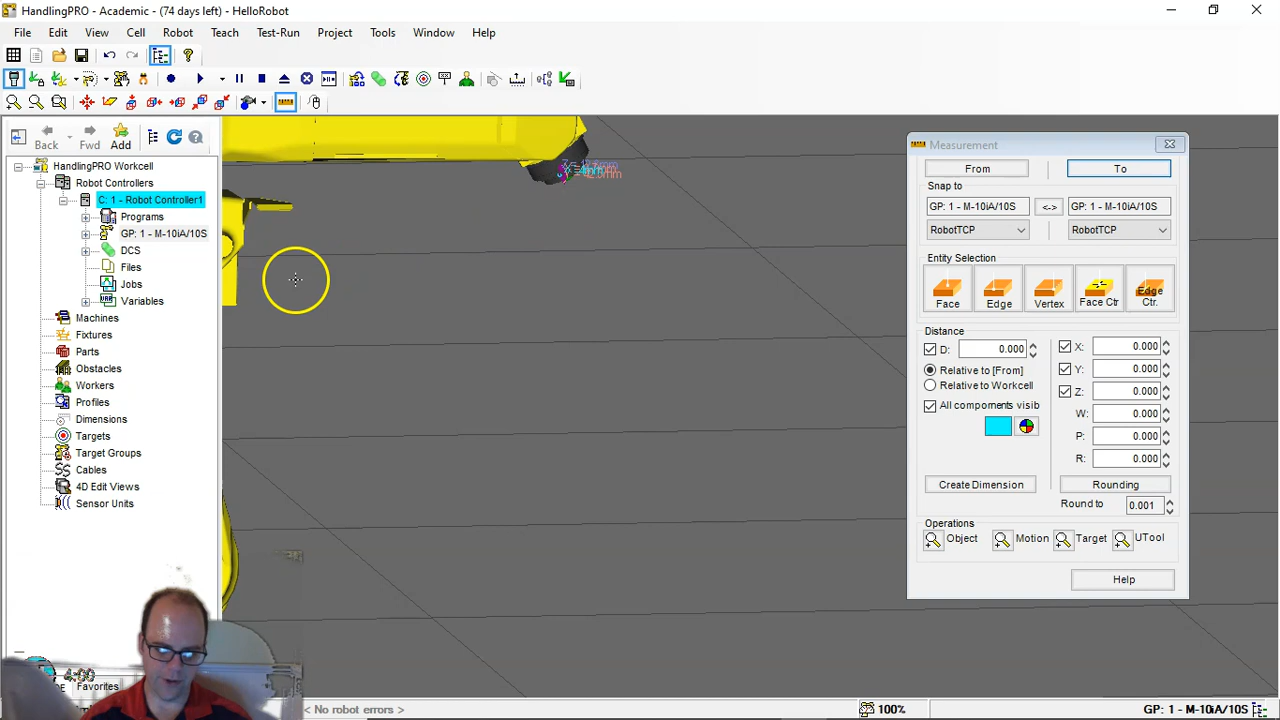 HandlingPRO - Academic - (74 days left) - HelloRobot
File Edit View Cell Robot Teach Test-Run Project Tools Window Help
Back Fwd Add
HandlingPRO Workcell
Robot Controllers
C: 1 - Robot Controller1
Programs
GP: 1 - M-10iA/10S
DCS
Files
Jobs
Variables
Machines
Fixtures
Parts
Obstacles
Workers
Profiles
Dimensions
Targets
Target Groups
Cables
4D Edit Views
Sensor Units
Favorites
Measurement
From To
Snap to
GP: 1 - M-10iA/10S <-> GP: 1 - M-10iA/10S
RobotTCP RobotTCP
Entity Selection
Face Edge Vertex Face Ctr Edge Ctr.
Distance
D: 0.000 X: 0.000
Relative to [From] Y: 0.000
Relative to Workcell Z: 0.000
All components visib W: 0.000
P: 0.000
R: 0.000
Create Dimension Rounding
Round to 0.001
Operations
Object Motion Target UTool
Help
< No robot errors > 100% GP: 1 - M-10iA/10S